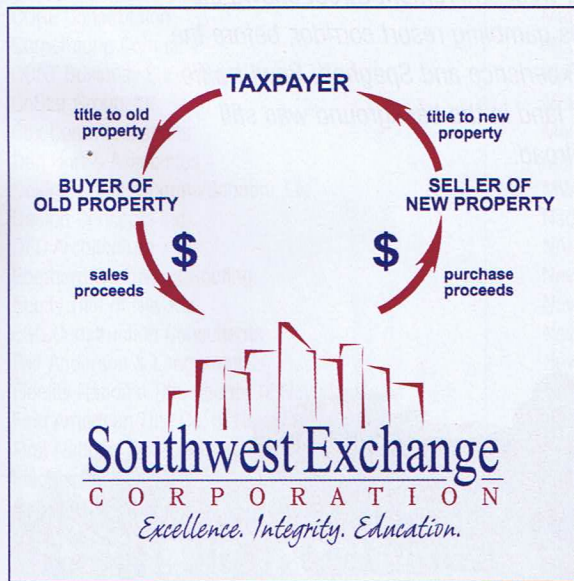 TAXPAYER
title to old
property
title to new
property
BUYER OF
OLD PROPERTY
SELLER OF
NEW PROPERTY
$
$
sales
proceeds
purchase
proceeds
Southwest Exchange
CORPORATION
Excellence. Integrity. Education.